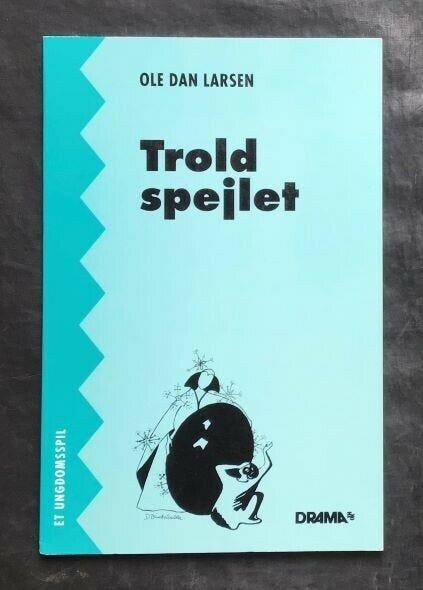 OLE DAN LARSEN
Trold
spejlet
ET UNGDOMSSPIL
DRAMA